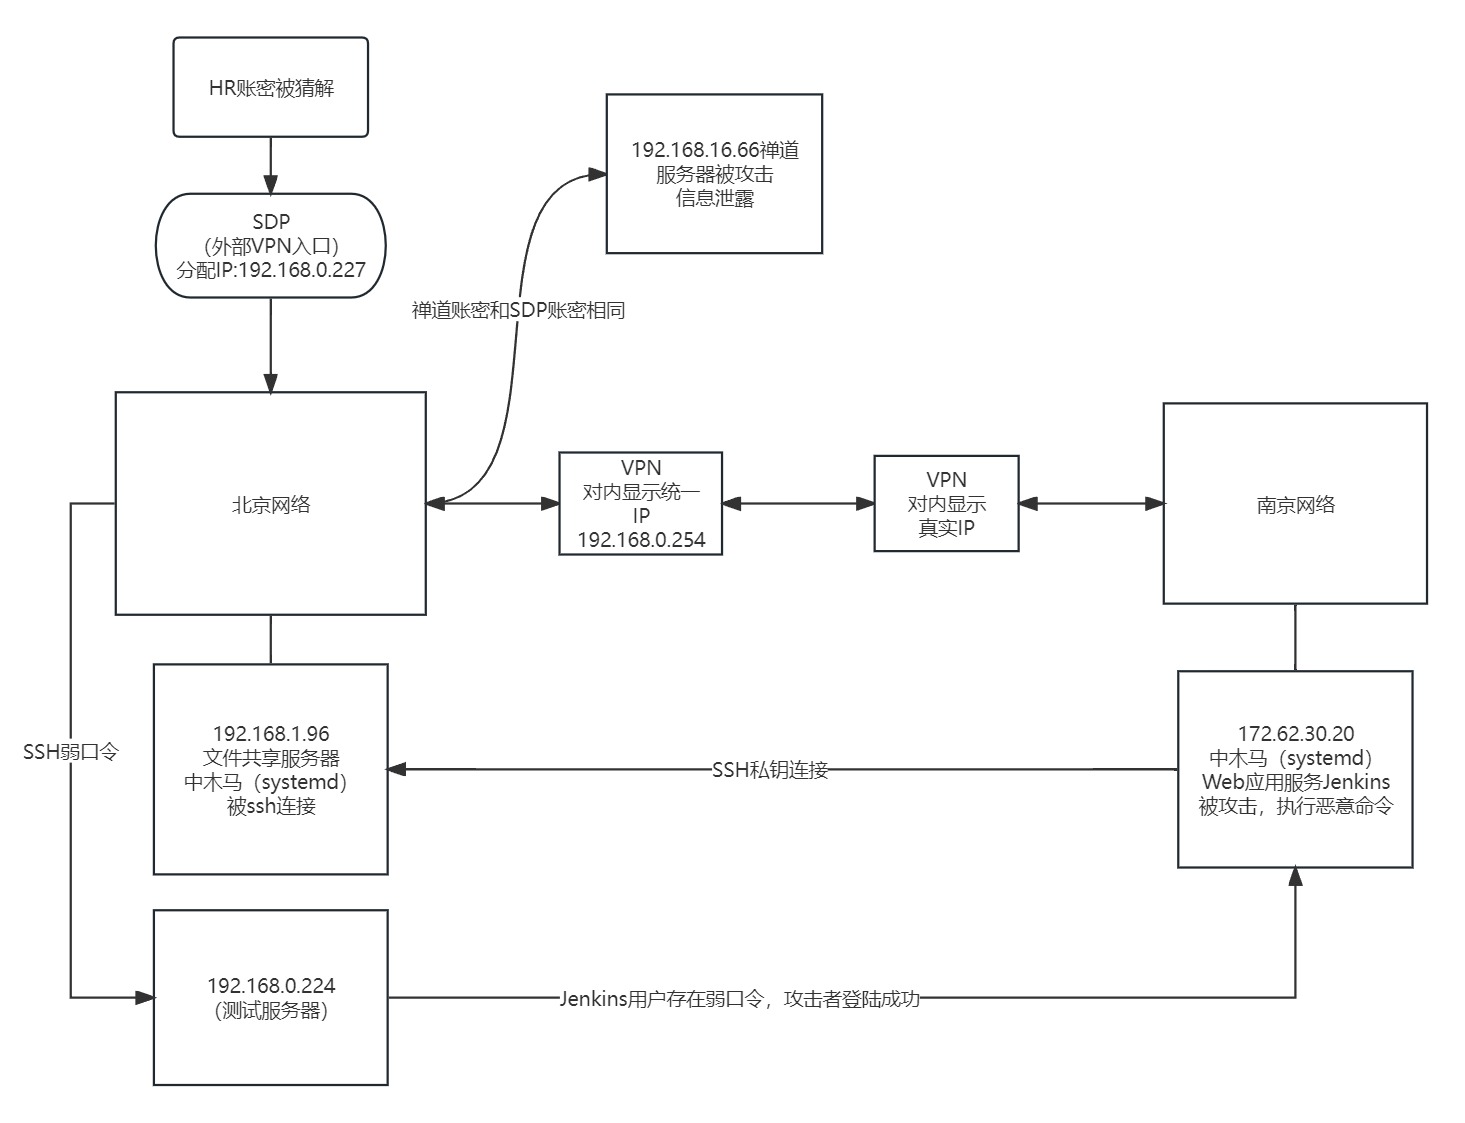 HR账密被猜解
192.168.16.66禅道
服务器被攻击
信息泄露
SDP
（外部VPN入口）
分配IP:192.168.0.227
禅道账密和SDP账密相同
北京网络
VPN
对内显示统一
IP
192.168.0.254
VPN
对内显示
真实IP
南京网络
SSH弱口令
192.168.1.96
文件共享服务器
中木马（systemd）
被ssh连接
SSH私钥连接
172.62.30.20
中木马（systemd）
Web应用服务Jenkins
被攻击，执行恶意命令
192.168.0.224
（测试服务器）
Jenkins用户存在弱口令，攻击者登陆成功